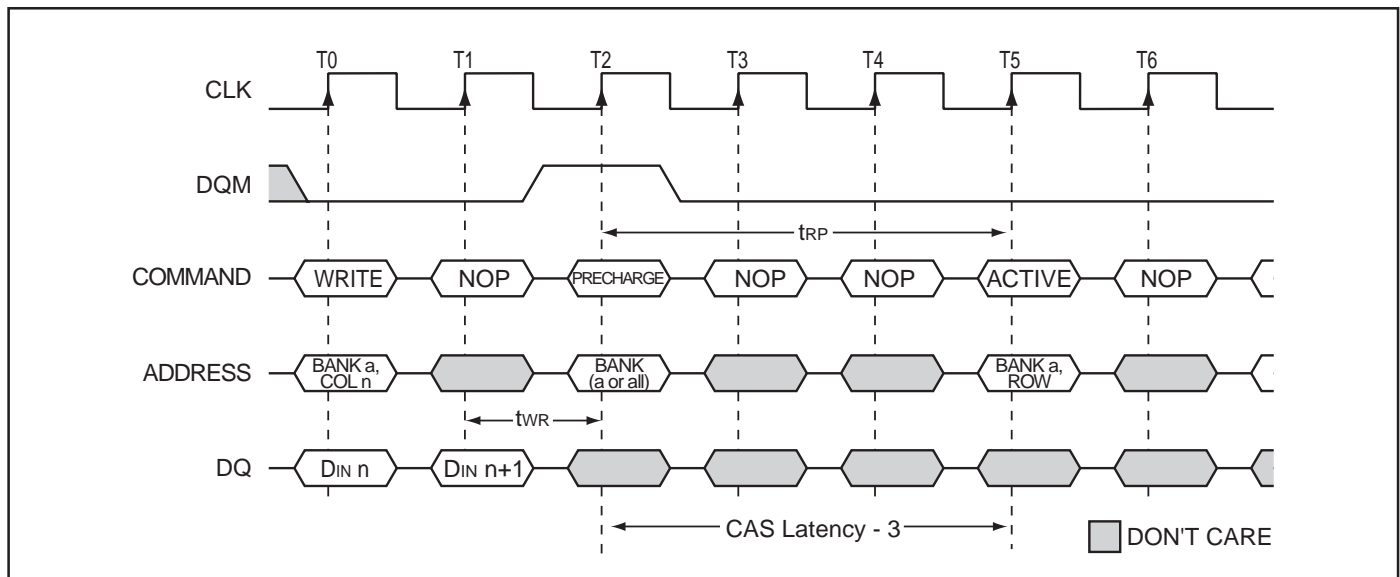 T0 T1 T2 T3 T4 T5 T6
CLK
DQM
tRP
COMMAND WRITE NOP PRECHARGE NOP NOP ACTIVE NOP
ADDRESS BANK a, COL n BANK (a or all) BANK a, ROW
tWR
DQ DIN n DIN n+1
CAS Latency - 3
DON'T CARE